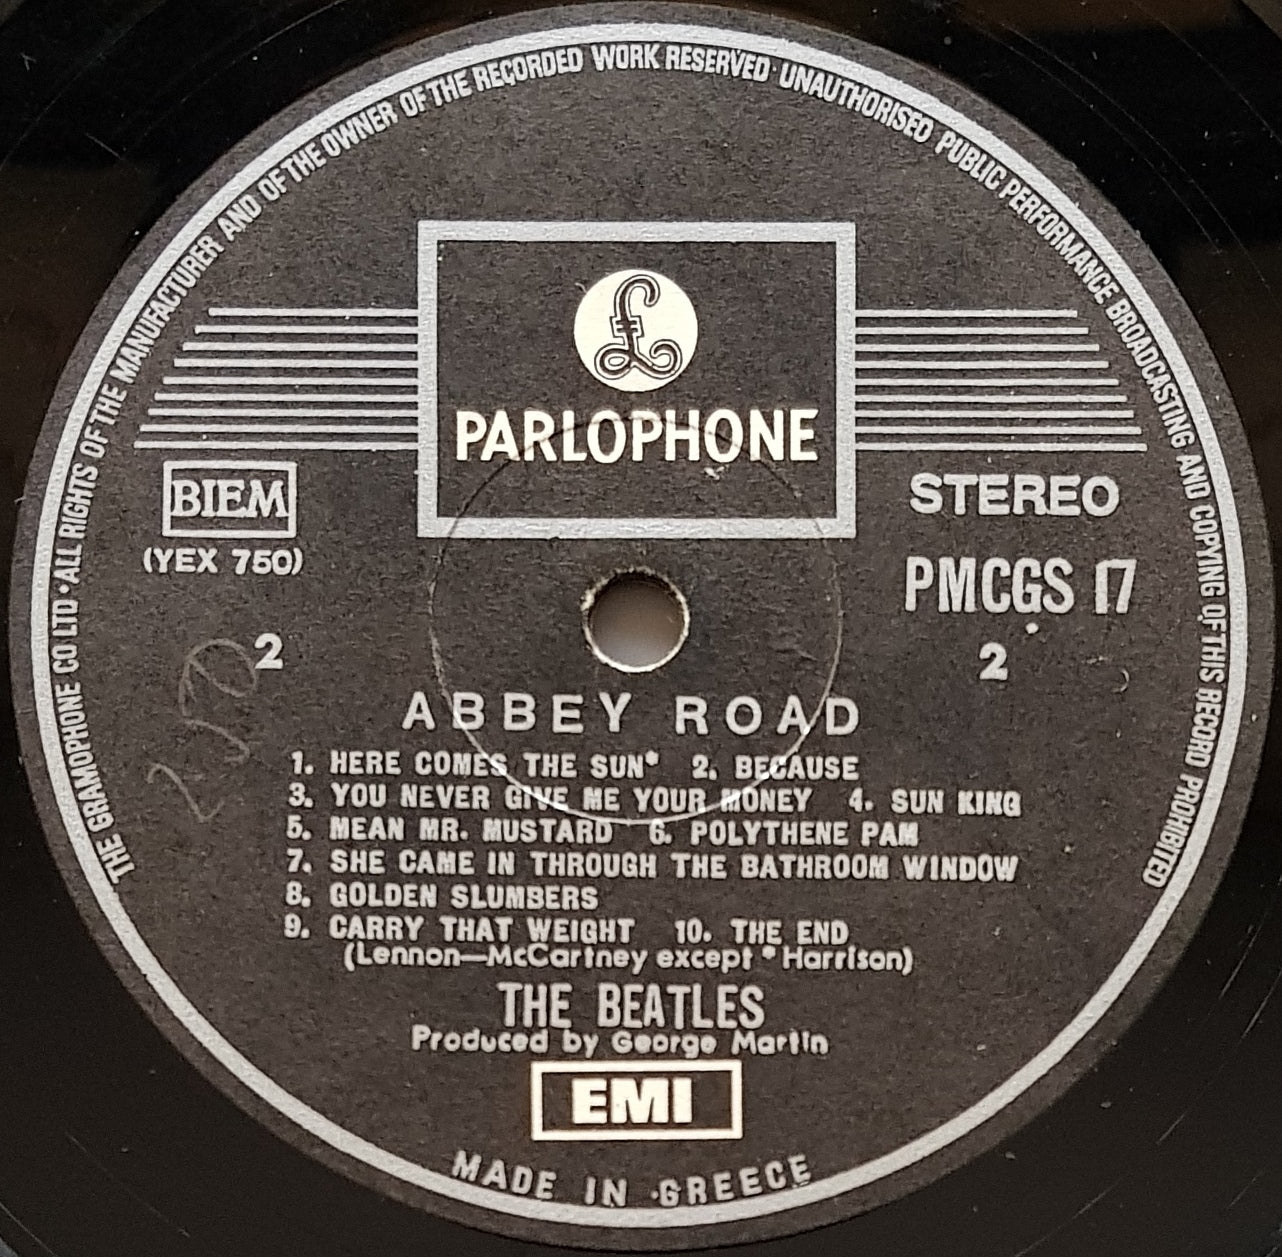 THE GRAMOPHONE CO LTD · ALL RIGHTS OF THE MANUFACTURER AND OF THE OWNER OF THE RECORDED WORK RESERVED · UNAUTHORISED PUBLIC PERFORMANCE BROADCASTING AND COPYING OF THIS RECORD PROHIBITED
£
PARLOPHONE
BIEM
(YEX 750)
2
STEREO
PMCGS 17
2
ABBEY ROAD
1. HERE COMES THE SUN* 2. BECAUSE
3. YOU NEVER GIVE ME YOUR MONEY 4. SUN KING
5. MEAN MR. MUSTARD 6. POLYTHENE PAM
7. SHE CAME IN THROUGH THE BATHROOM WINDOW
8. GOLDEN SLUMBERS
9. CARRY THAT WEIGHT 10. THE END
(Lennon—McCartney except * Harrison)
THE BEATLES
Produced by George Martin
EMI
MADE IN GREECE